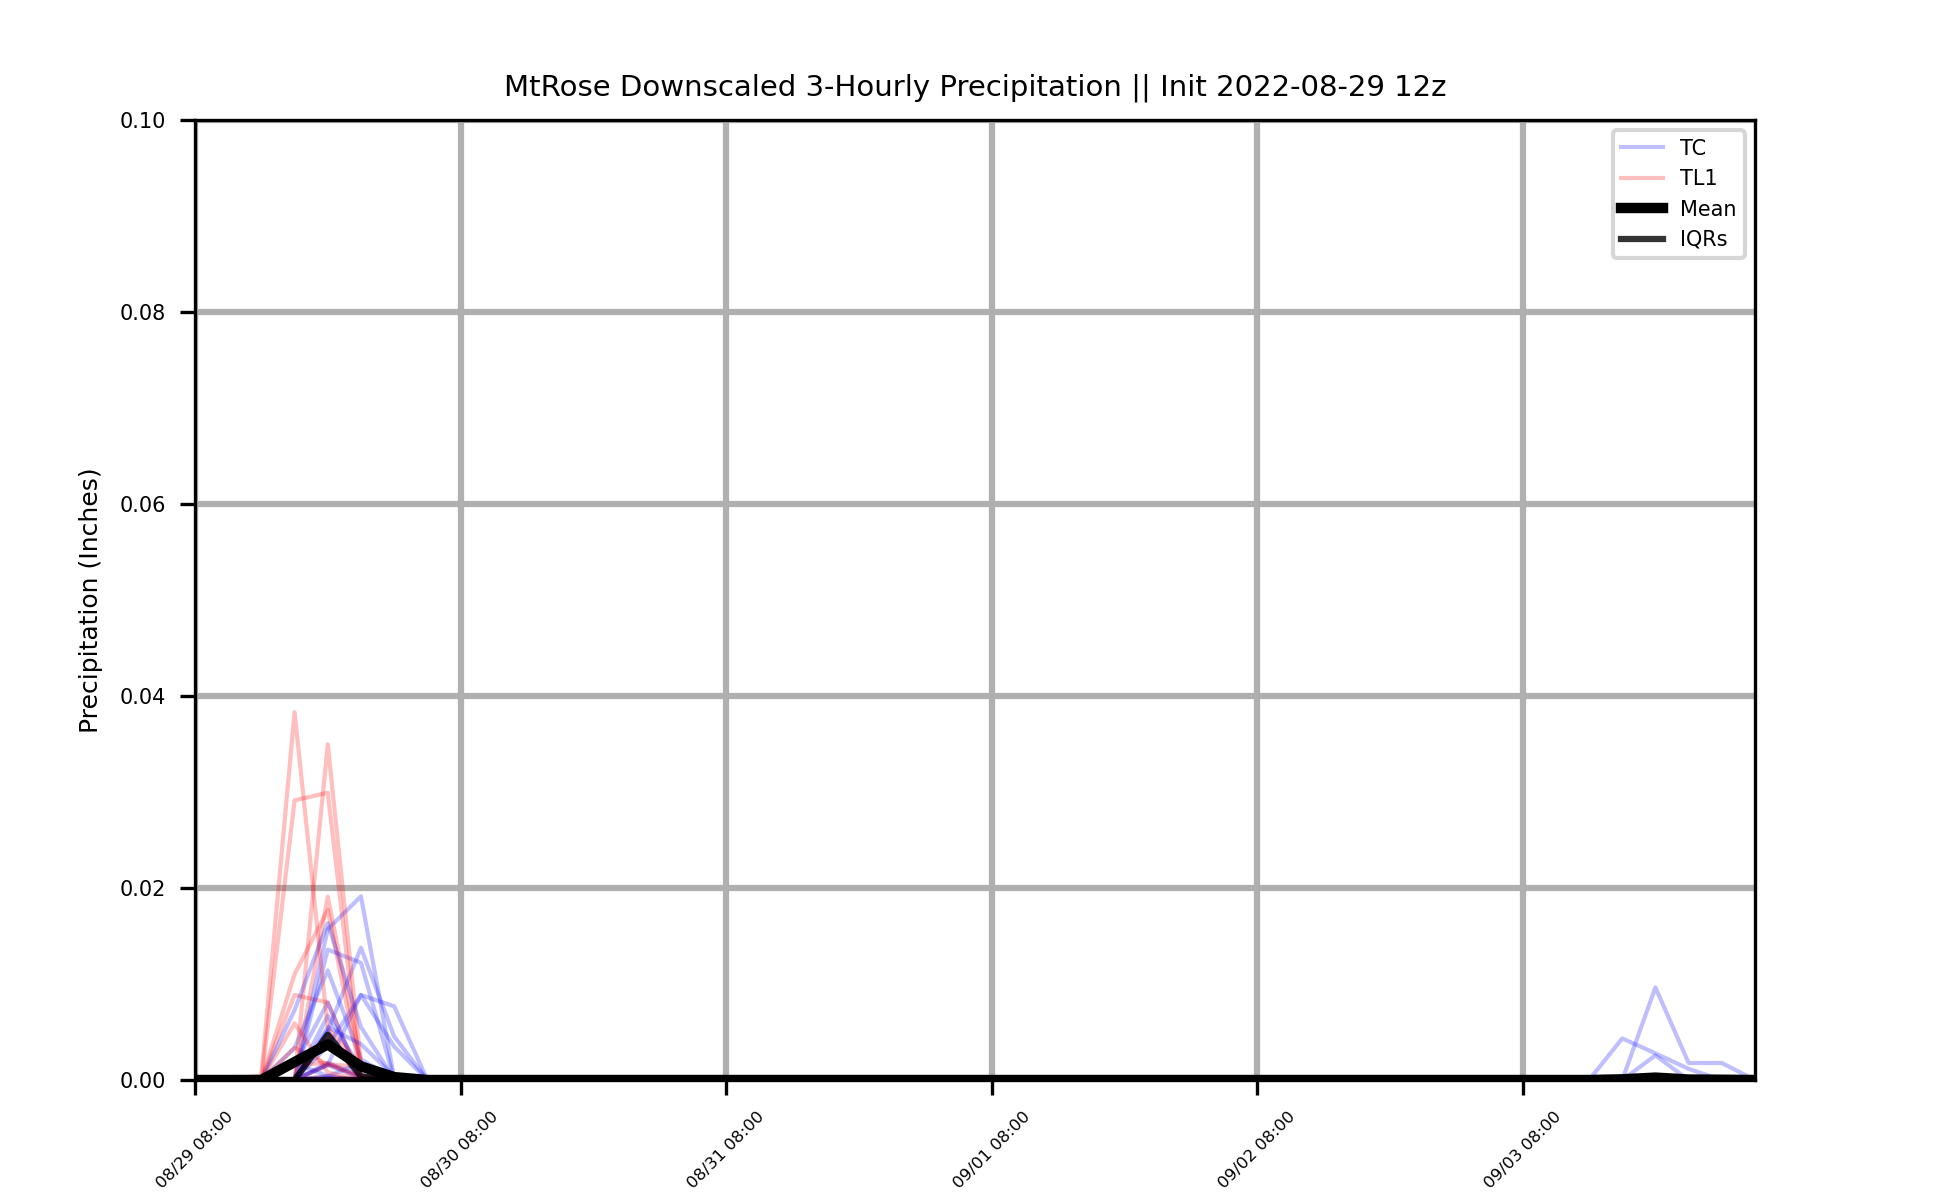 MtRose Downscaled 3-Hourly Precipitation || Init 2022-08-29 12z
TC
TL1
Mean
IQRs
Precipitation (Inches)
0.10
0.08
0.06
0.04
0.02
0.00
08/29 08:00
08/30 08:00
08/31 08:00
09/01 08:00
09/02 08:00
09/03 08:00